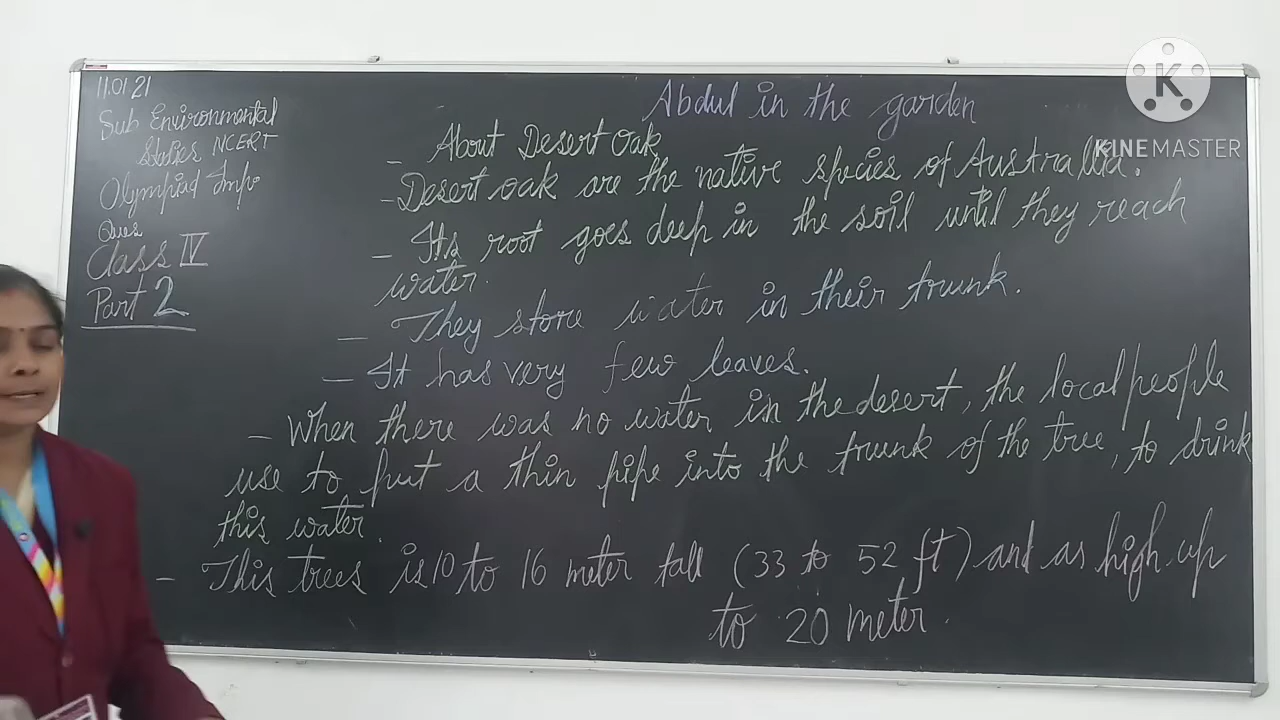 11.01.21
Sub Environmental
Studies NCERT
Olympiad Imp
Ques
Class IV
Part 2
Abdul in the garden
- About Desert Oak
- Desert oak are the native species of Australia.
- Its root goes deep in the soil until they reach
water.
- They store water in their trunk.
- It has very few leaves.
- When there was no water in the desert, the local people
use to put a thin pipe into the trunk of the tree, to drink
this water.
- This trees is 10 to 16 meter tall (33 to 52 ft) and as high up
to 20 meter.
K
KINEMASTER